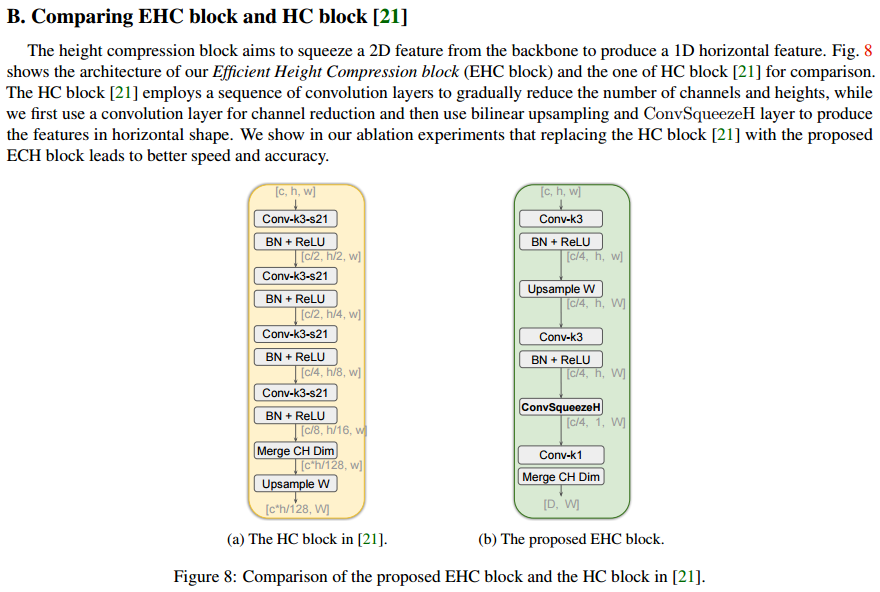 B. Comparing EHC block and HC block [21]
The height compression block aims to squeeze a 2D feature from the backbone to produce a 1D horizontal feature. Fig. 8
shows the architecture of our Efficient Height Compression block (EHC block) and the one of HC block [21] for comparison.
The HC block [21] employs a sequence of convolution layers to gradually reduce the number of channels and heights, while
we first use a convolution layer for channel reduction and then use bilinear upsampling and ConvSqueezeH layer to produce
the features in horizontal shape. We show in our ablation experiments that replacing the HC block [21] with the proposed
ECH block leads to better speed and accuracy.
[c, h, w]
Conv-k3-s21
BN + ReLU
[c/2, h/2, w]
Conv-k3-s21
BN + ReLU
[c/2, h/4, w]
Conv-k3-s21
BN + ReLU
[c/4, h/8, w]
Conv-k3-s21
BN + ReLU
[c/8, h/16, w]
Merge CH Dim
[c*h/128, w]
Upsample W
[c*h/128, W]
(a) The HC block in [21].
[c, h, w]
Conv-k3
BN + ReLU
[c/4, h, w]
Upsample W
[c/4, h, W]
Conv-k3
BN + ReLU
[c/4, h, W]
ConvSqueezeH
[c/4, 1, W]
Conv-k1
Merge CH Dim
[D, W]
(b) The proposed EHC block.
Figure 8: Comparison of the proposed EHC block and the HC block in [21].